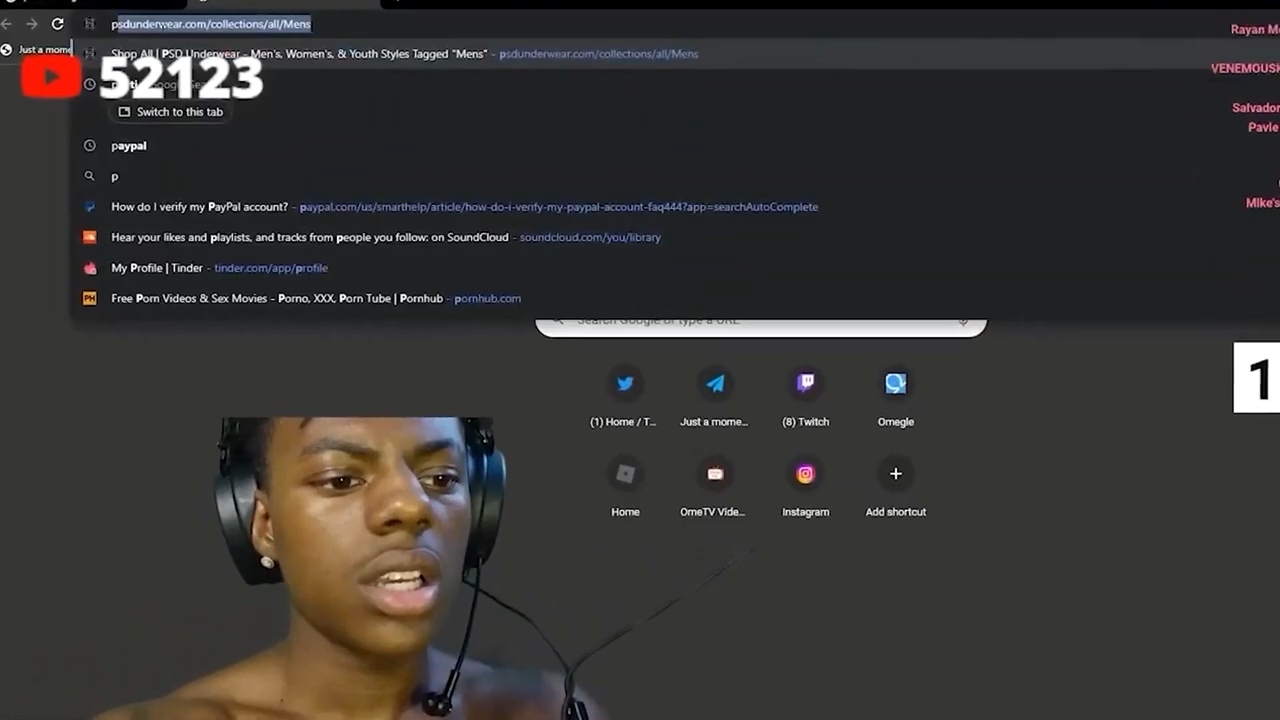 psdunderwear.com/collections/all/Mens
Rayan M
Just a mome
Shop All | PSD Underwear - Men's, Women's, & Youth Styles Tagged "Mens" - psdunderwear.com/collections/all/Mens
VENEMOUS
52123
Switch to this tab
Salvador
Pavle
paypal
p
How do I verify my PayPal account? - paypal.com/us/smarthelp/article/how-do-i-verify-my-paypal-account-faq444?app=searchAutoComplete
Mike's
Hear your likes and playlists, and tracks from people you follow: on SoundCloud - soundcloud.com/you/library
My Profile | Tinder - tinder.com/app/profile
Free Porn Videos & Sex Movies - Porno, XXX, Porn Tube | Pornhub - pornhub.com
PH
Search Google or type a URL
1
(1) Home / T...
Just a mome...
(8) Twitch
Omegle
Home
OmeTV Vide...
Instagram
Add shortcut